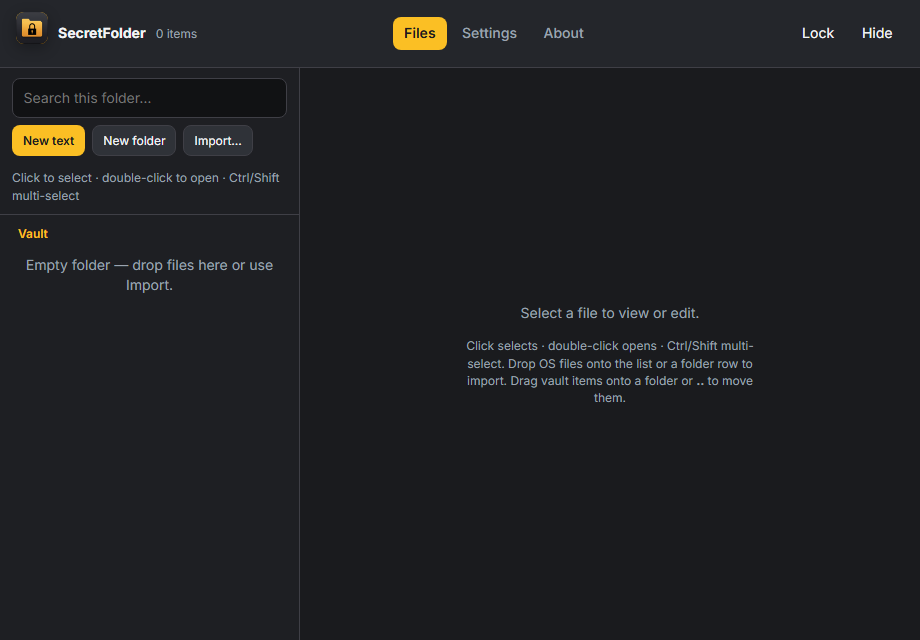 SecretFolder 0 items Files Settings About Lock Hide
Search this folder...
New text New folder Import...
Click to select · double-click to open · Ctrl/Shift
multi-select
Vault
Empty folder — drop files here or use
Import.
Select a file to view or edit.
Click selects · double-click opens · Ctrl/Shift multi-
select. Drop OS files onto the list or a folder row to
import. Drag vault items onto a folder or .. to move
them.